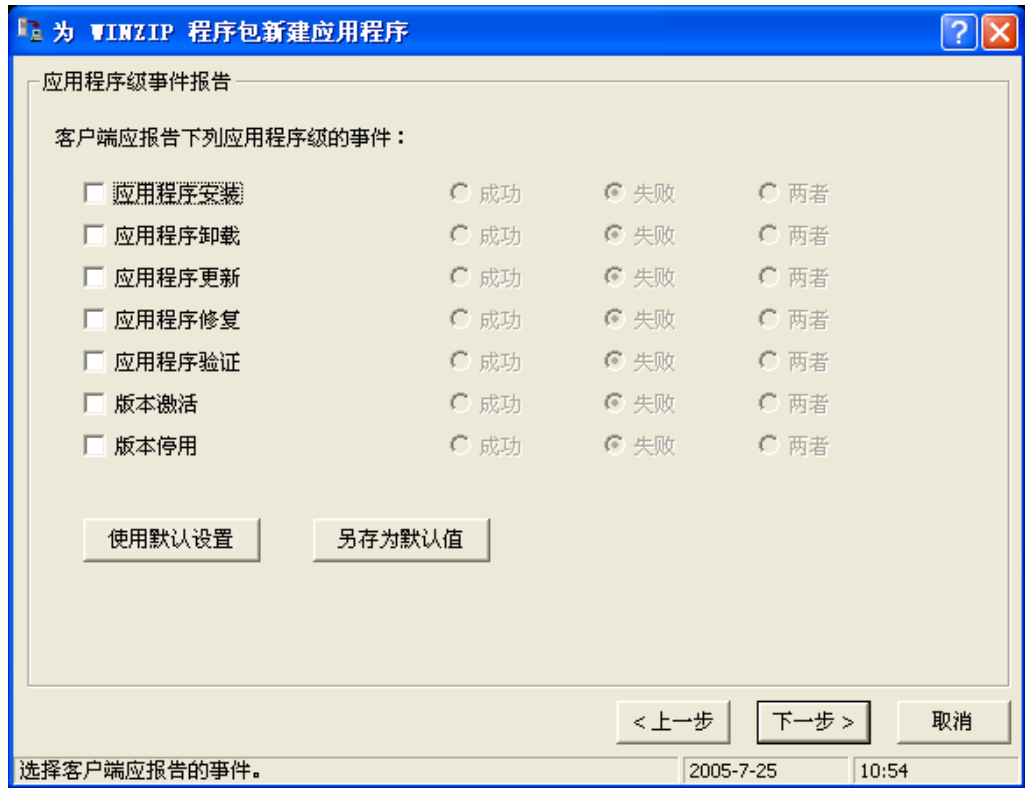 为 WINZIP 程序包新建应用程序
应用程序级事件报告
客户端应报告下列应用程序级的事件：
应用程序安装 成功 失败 两者
应用程序卸载 成功 失败 两者
应用程序更新 成功 失败 两者
应用程序修复 成功 失败 两者
应用程序验证 成功 失败 两者
版本激活 成功 失败 两者
版本停用 成功 失败 两者
使用默认设置 另存为默认值
<上一步 下一步> 取消
选择客户端应报告的事件。 2005-7-25 10:54